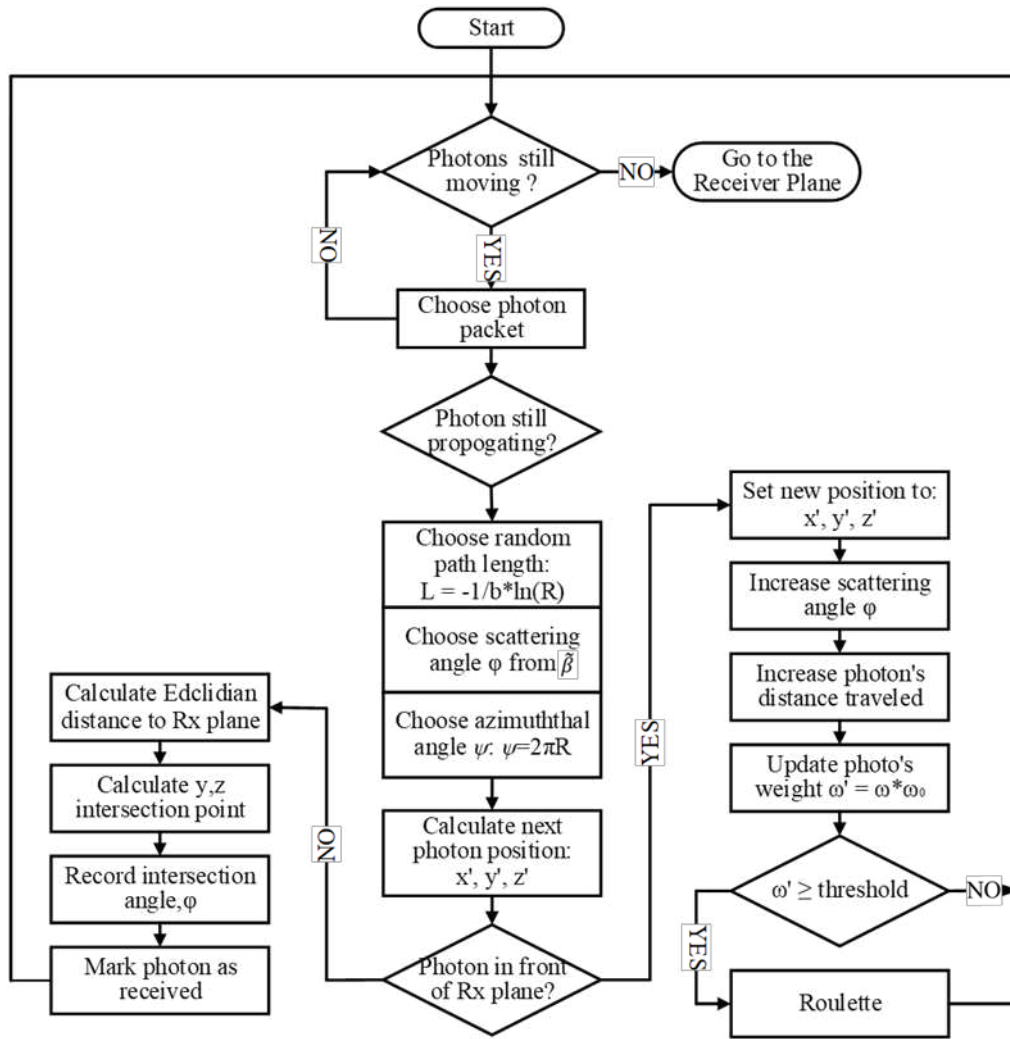 Start
Photons still
moving ?
NO
Go to the
Receiver Plane
NO
YES
Choose photon
packet
Photon still
propogating?
Choose random
path length:
L = -1/b*ln(R)
Choose scattering
angle φ from β̃
Choose azimuththal
angle ψ: ψ=2πR
Calculate next
photon position:
x', y', z'
Photon in front
of Rx plane?
NO
Calculate Edclidian
distance to Rx plane
Calculate y,z
intersection point
Record intersection
angle,φ
Mark photon as
received
YES
Set new position to:
x', y', z'
Increase scattering
angle φ
Increase photon's
distance traveled
Update photo's
weight ω' = ω*ω₀
ω' ≥ threshold
NO
YES
Roulette